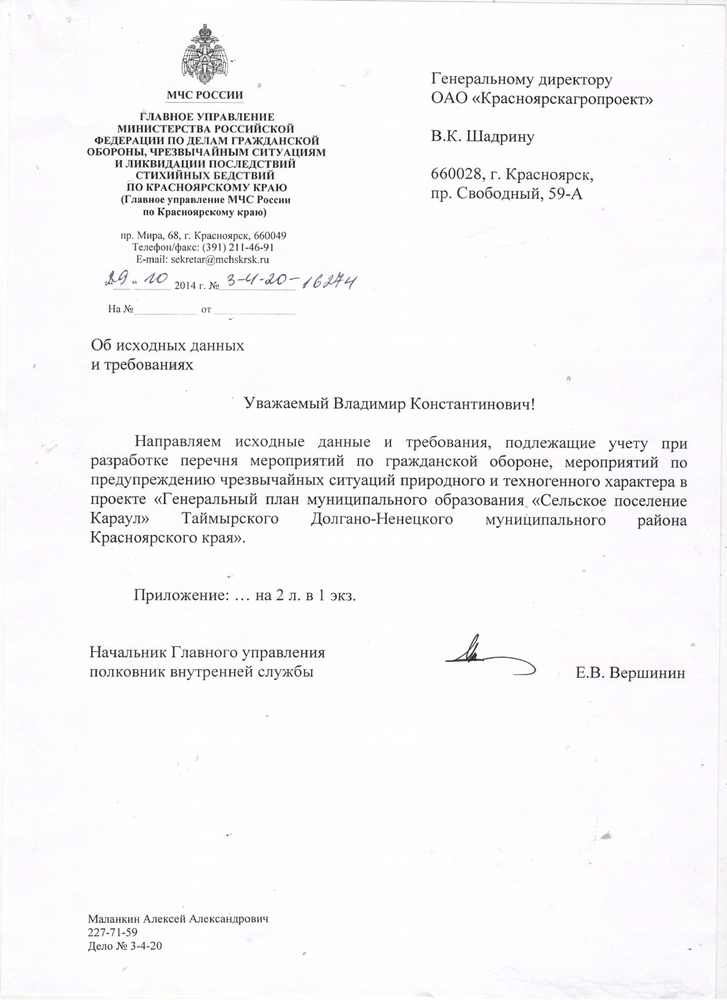 МЧС РОССИИ
ГЛАВНОЕ УПРАВЛЕНИЕ
МИНИСТЕРСТВА РОССИЙСКОЙ
ФЕДЕРАЦИИ ПО ДЕЛАМ ГРАЖДАНСКОЙ
ОБОРОНЫ, ЧРЕЗВЫЧАЙНЫМ СИТУАЦИЯМ
И ЛИКВИДАЦИИ ПОСЛЕДСТВИЙ
СТИХИЙНЫХ БЕДСТВИЙ
ПО КРАСНОЯРСКОМУ КРАЮ
(Главное управление МЧС России
по Красноярскому краю)
пр. Мира, 68, г. Красноярск, 660049
Телефон/факс: (391) 211-46-91
E-mail: sekretar@mchskrsk.ru
„29 „ 10 2014 г. № 3-4-20-16274
На №____________ от ________________
Генеральному директору
ОАО «Красноярскагропроект»
В.К. Шадрину
660028, г. Красноярск,
пр. Свободный, 59-А
Об исходных данных
и требованиях
Уважаемый Владимир Константинович!
Направляем исходные данные и требования, подлежащие учету при
разработке перечня мероприятий по гражданской обороне, мероприятий по
предупреждению чрезвычайных ситуаций природного и техногенного характера в
проекте «Генеральный план муниципального образования «Сельское поселение
Караул» Таймырского Долгано-Ненецкого муниципального района
Красноярского края».
Приложение: … на 2 л. в 1 экз.
Начальник Главного управления
полковник внутренней службы Е.В. Вершинин
Маланкин Алексей Александрович
227-71-59
Дело № 3-4-20